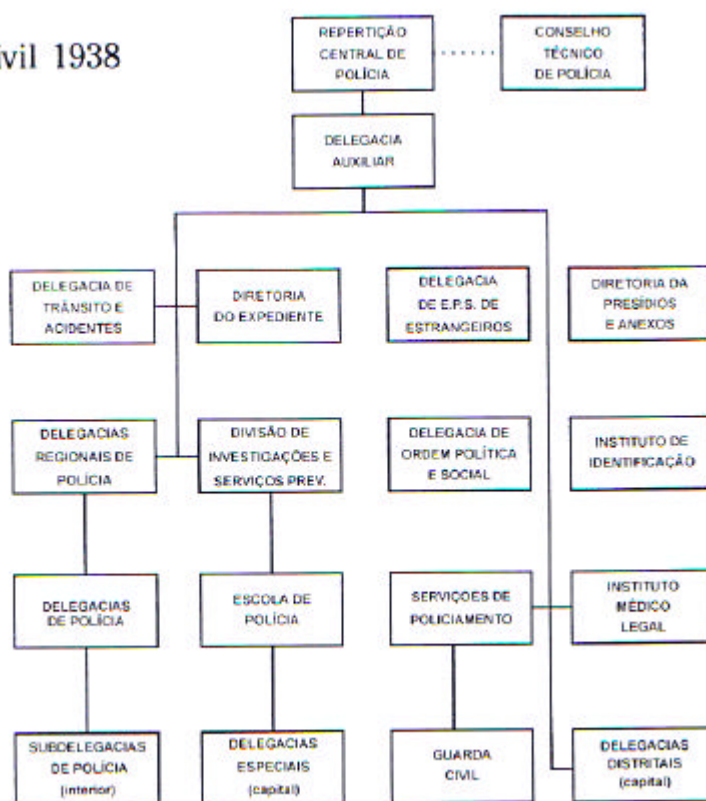 vil 1938
REPERTIÇÃO
CENTRAL DE
POLÍCIA
CONSELHO
TÉCNICO
DE POLÍCIA
DELEGACIA
AUXILIAR
DELEGACIA DE
TRÂNSITO E
ACIDENTES
DIRETORIA
DO EXPEDIENTE
DELEGACIA
DE E.P.S. DE
ESTRANGEIROS
DIRETORIA DA
PRESÍDIOS
E ANEXOS
DELEGACIAS
REGIONAIS DE
POLÍCIA
DIVISÃO DE
INVESTIGAÇÕES E
SERVIÇOS PREV.
DELEGACIA DE
ORDEM POLÍTICA
E SOCIAL
INSTITUTO DE
IDENTIFICAÇÃO
DELEGACIAS
DE POLÍCIA
ESCOLA DE
POLÍCIA
SERVIÇOES DE
POLICIAMENTO
INSTITUTO
MÉDICO
LEGAL
SUBDELEGACIAS
DE POLÍCIA
(interior)
DELEGACIAS
ESPECIAIS
(capital)
GUARDA
CIVIL
DELEGACIAS
DISTRITAIS
(capital)